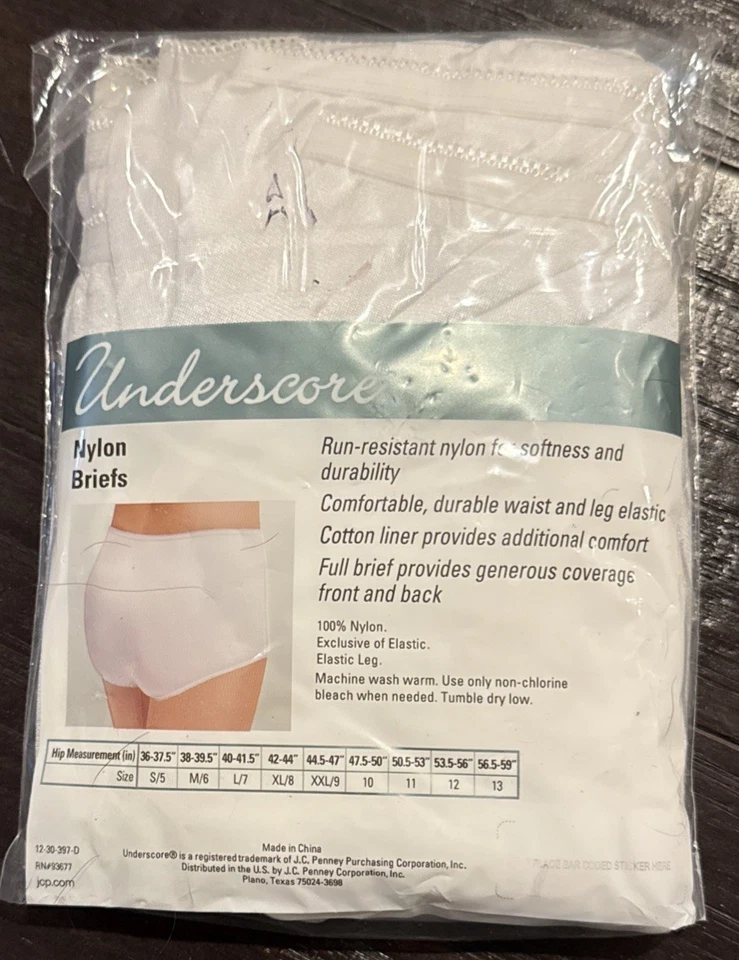 Underscore
Nylon
Briefs
Run-resistant nylon for softness and
durability
Comfortable, durable waist and leg elastic
Cotton liner provides additional comfort
Full brief provides generous coverage
front and back
100% Nylon.
Exclusive of Elastic.
Elastic Leg.
Machine wash warm. Use only non-chlorine
bleach when needed. Tumble dry low.
Hip Measurement (in) 36-37.5" 38-39.5" 40-41.5" 42-44" 44.5-47" 47.5-50" 50.5-53" 53.5-56" 56.5-59"
Size S/5 M/6 L/7 XL/8 XXL/9 10 11 12 13
12-30-397-D
RN#93677
jcp.com
Made in China
Underscore® is a registered trademark of J.C. Penney Purchasing Corporation, Inc.
Distributed in the U.S. by J.C. Penney Corporation, Inc.
Plano, Texas 75024-3698
PLACE BAR CODED STICKER HERE